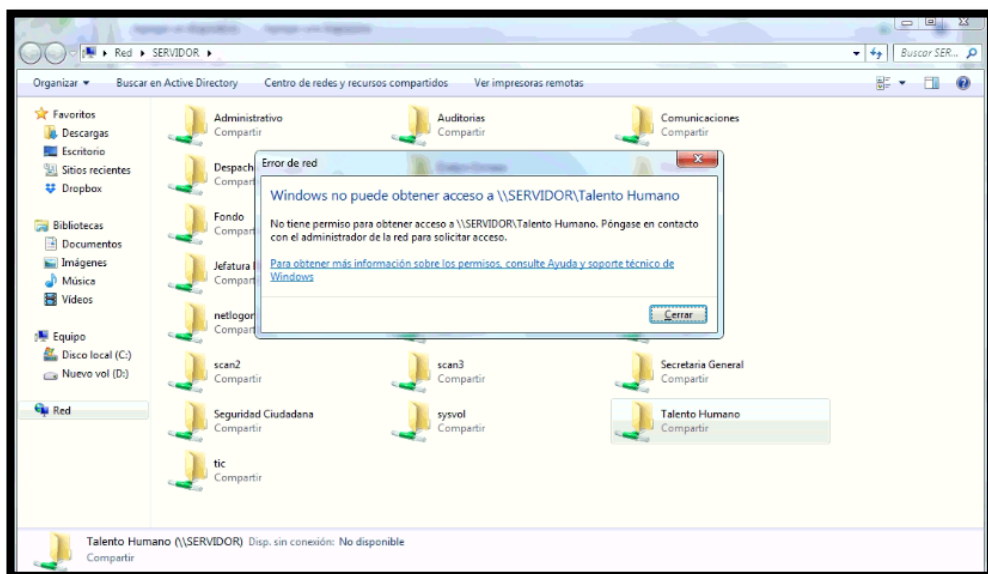 Red ▸ SERVIDOR ▸
Buscar SER...
Organizar
Buscar en Active Directory
Centro de redes y recursos compartidos
Ver impresoras remotas
Favoritos
Descargas
Escritorio
Sitios recientes
Dropbox
Bibliotecas
Documentos
Imágenes
Música
Vídeos
Equipo
Disco local (C:)
Nuevo vol (D:)
Red
Administrativo
Compartir
Auditorias
Compartir
Comunicaciones
Compartir
Despach
Compart
Fondo
Compart
Jefatura
Compart
netlogon
Compart
Error de red
Windows no puede obtener acceso a \\SERVIDOR\Talento Humano
No tiene permiso para obtener acceso a \\SERVIDOR\Talento Humano. Póngase en contacto
con el administrador de la red para solicitar acceso.
Para obtener más información sobre los permisos, consulte Ayuda y soporte técnico de
Windows
Cerrar
scan2
Compartir
scan3
Compartir
Secretaria General
Compartir
Seguridad Ciudadana
Compartir
sysvol
Compartir
Talento Humano
Compartir
tic
Compartir
Talento Humano (\\SERVIDOR) Disp. sin conexión: No disponible
Compartir